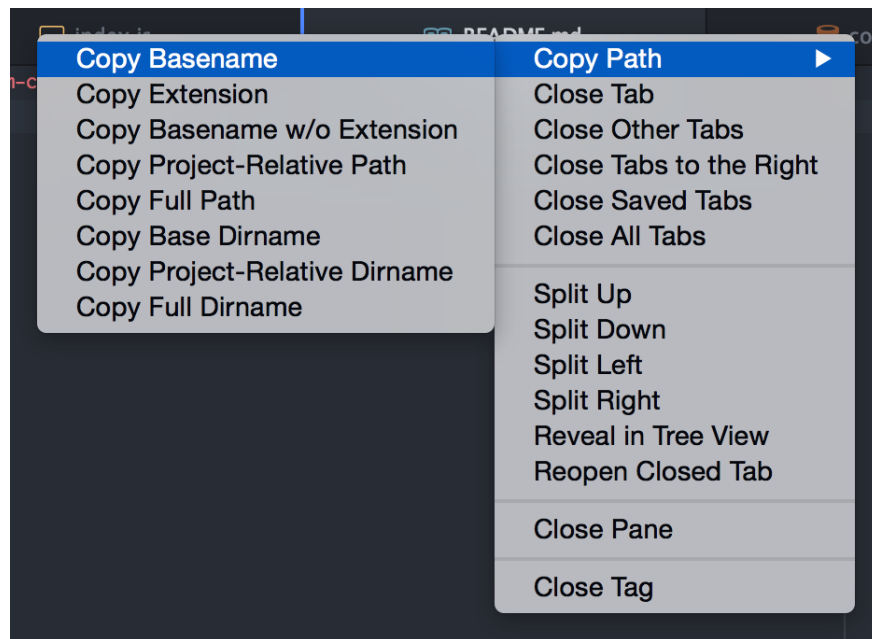 Copy Basename
Copy Extension
Copy Basename w/o Extension
Copy Project-Relative Path
Copy Full Path
Copy Base Dirname
Copy Project-Relative Dirname
Copy Full Dirname
Copy Path
Close Tab
Close Other Tabs
Close Tabs to the Right
Close Saved Tabs
Close All Tabs
Split Up
Split Down
Split Left
Split Right
Reveal in Tree View
Reopen Closed Tab
Close Pane
Close Tag